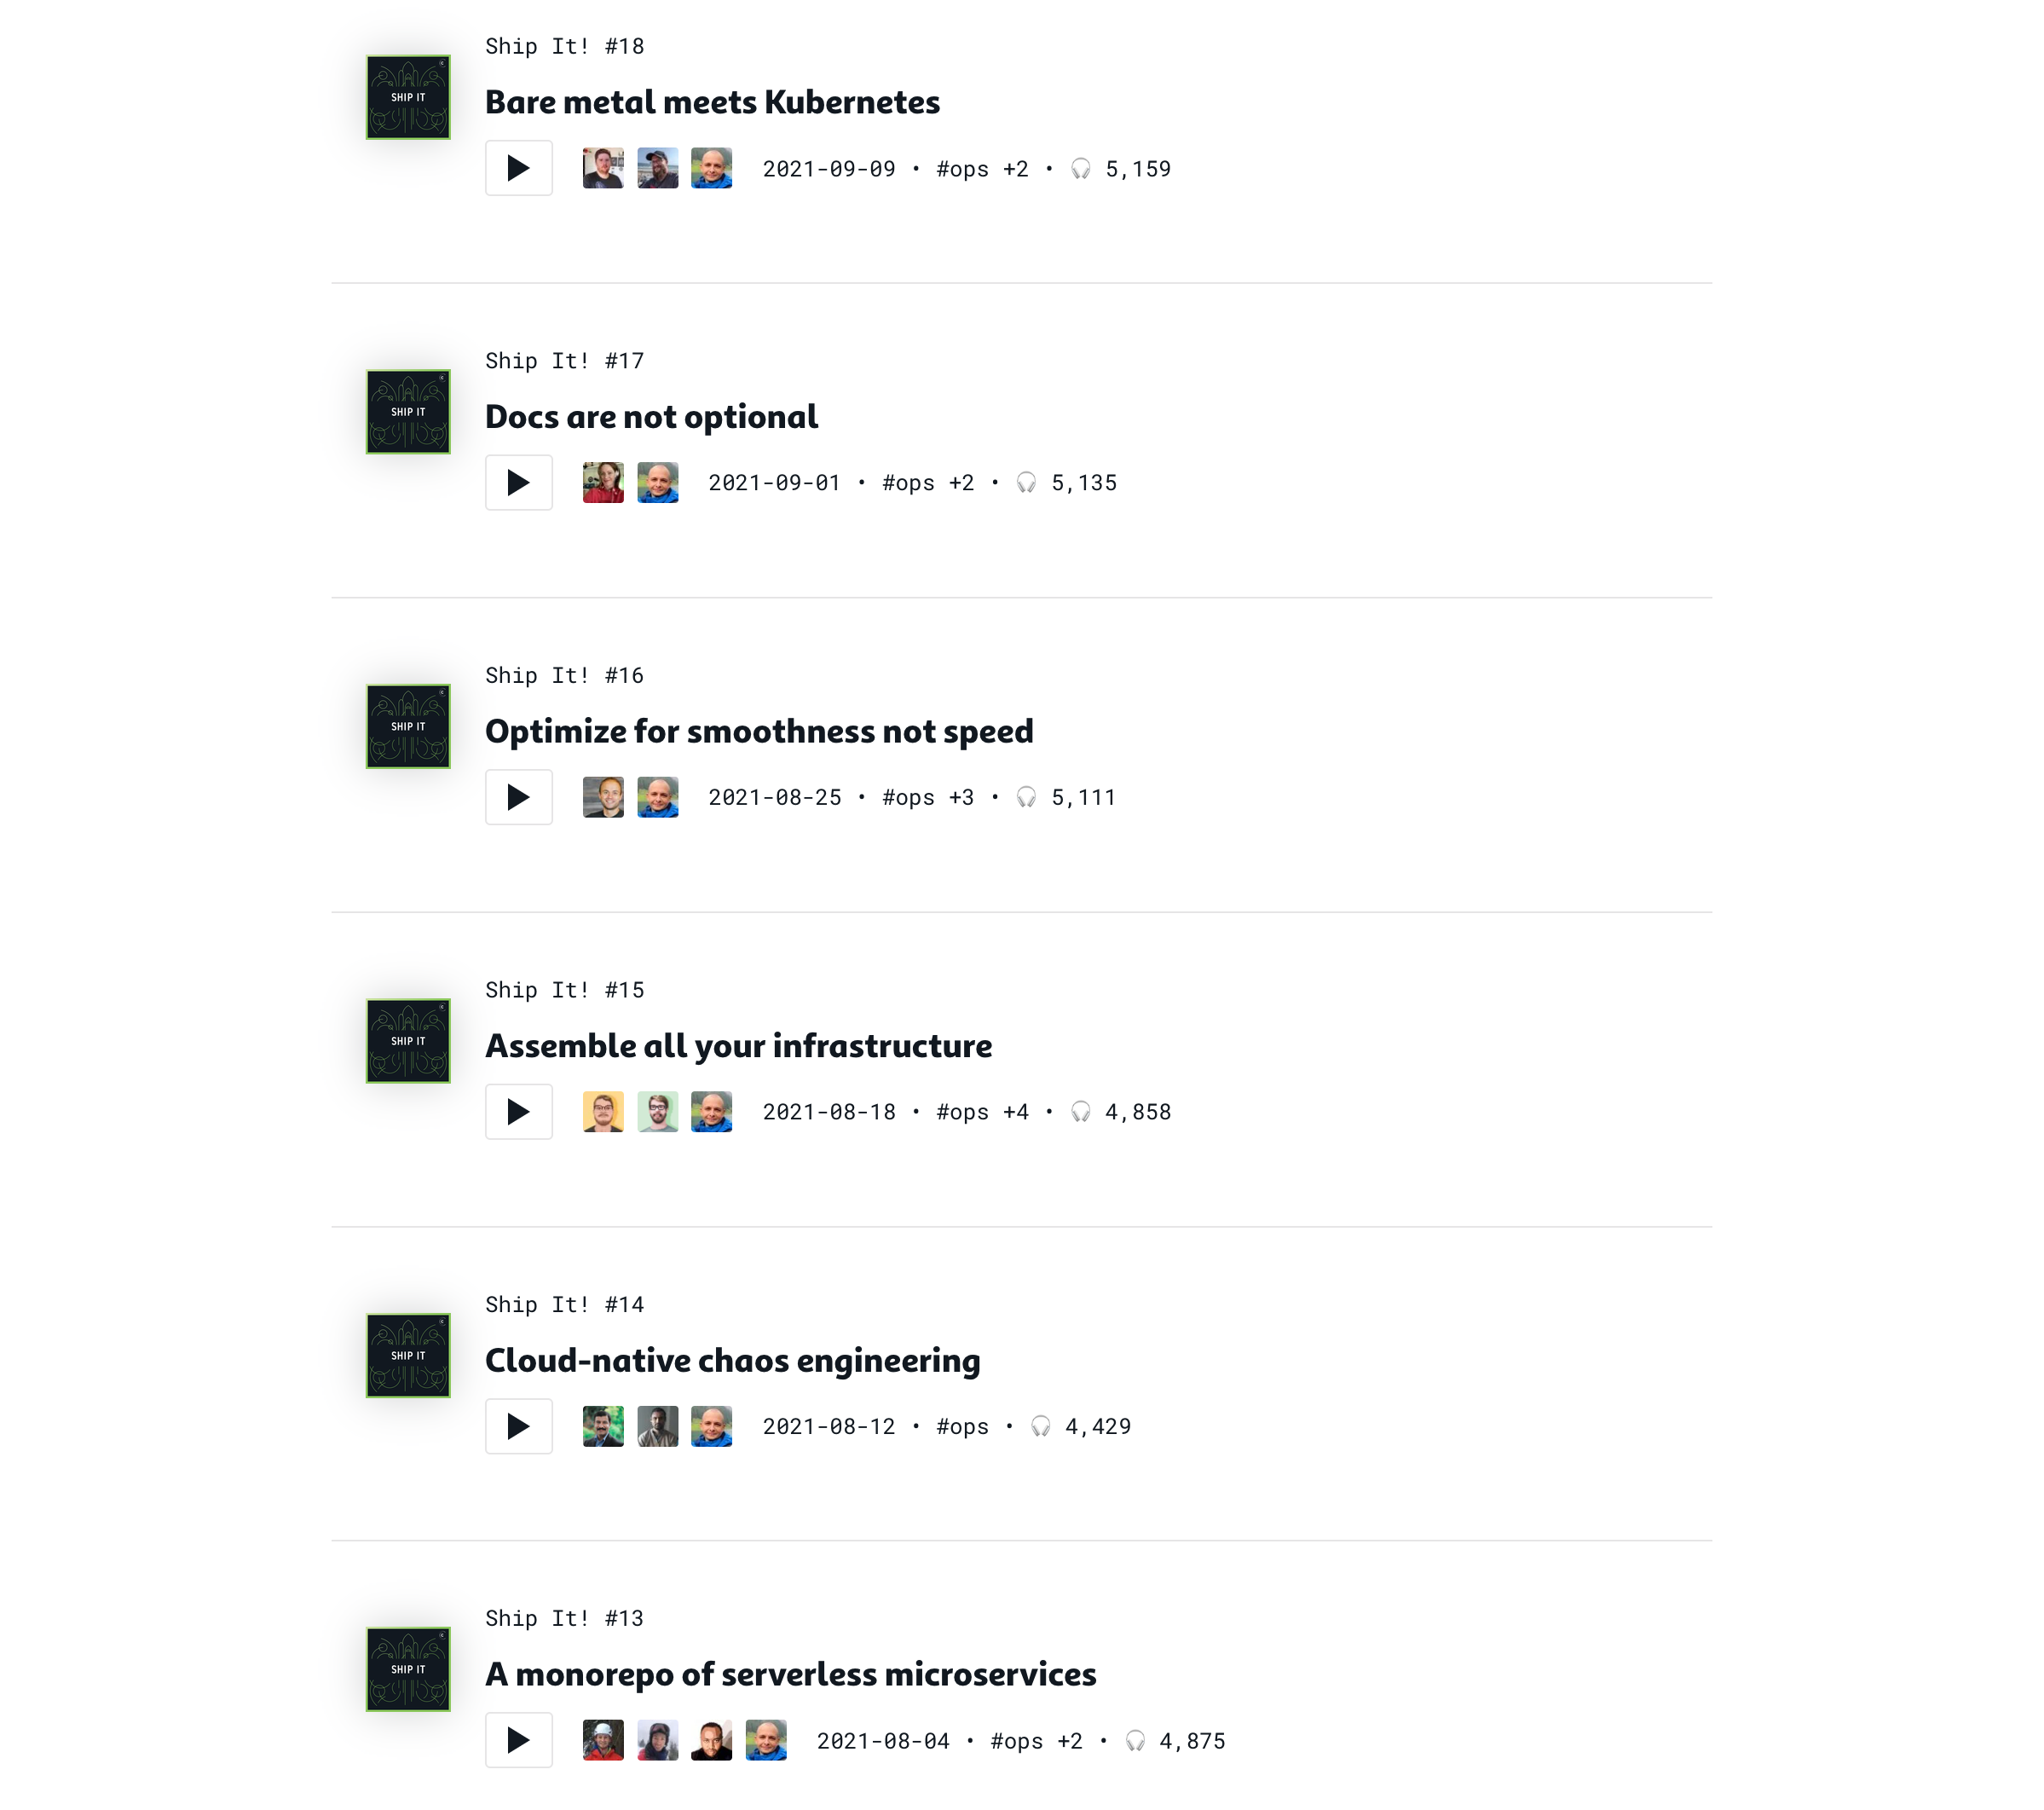 Ship It! #18
SHIP IT
Bare metal meets Kubernetes
2021-09-09 • #ops +2 • 5,159
Ship It! #17
SHIP IT
Docs are not optional
2021-09-01 • #ops +2 • 5,135
Ship It! #16
SHIP IT
Optimize for smoothness not speed
2021-08-25 • #ops +3 • 5,111
Ship It! #15
SHIP IT
Assemble all your infrastructure
2021-08-18 • #ops +4 • 4,858
Ship It! #14
SHIP IT
Cloud-native chaos engineering
2021-08-12 • #ops • 4,429
Ship It! #13
SHIP IT
A monorepo of serverless microservices
2021-08-04 • #ops +2 • 4,875